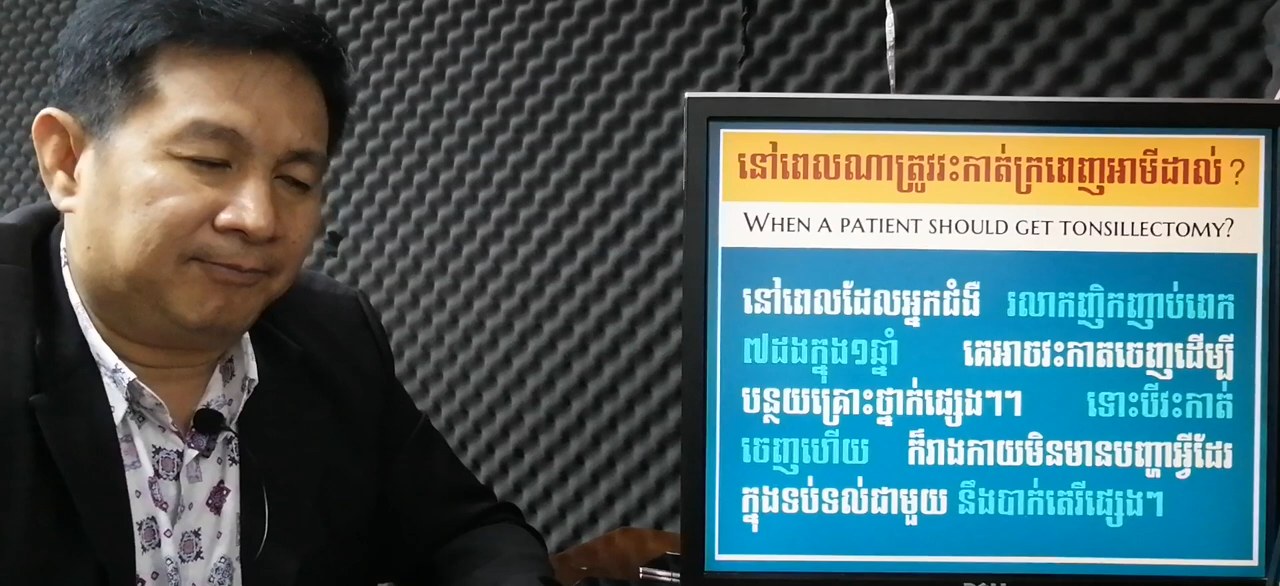 នៅពេលណាត្រូវវះកាត់ក្រពេញអាមីដាល់ ?
WHEN A PATIENT SHOULD GET TONSILLECTOMY?
នៅពេលដែលអ្នកជំងឺ រលាកញឹកញាប់ពេក
៧ដងក្នុង១ឆ្នាំ គេអាចវះកាតចេញដើម្បី
បន្ថយគ្រោះថ្នាក់ផ្សេងៗ។ ទោះបីវះកាត់
ចេញហើយ ក៏រាងកាយមិនមានបញ្ហាអ្វីដែរ
ក្នុងទប់ទល់ជាមួយ នឹងបាក់តេរីផ្សេងៗ